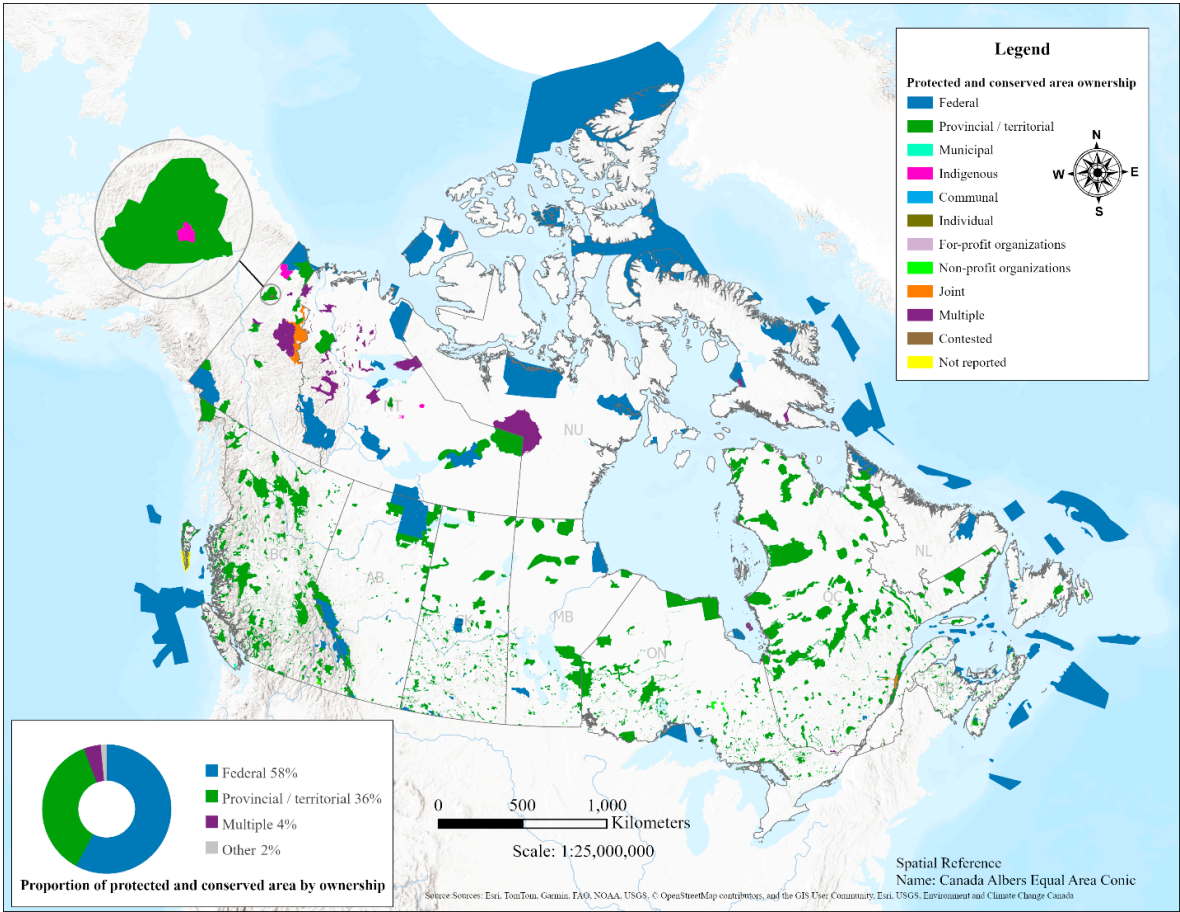 Legend
Protected and conserved area ownership
Federal
Provincial / territorial
Municipal
Indigenous
Communal
Individual
For-profit organizations
Non-profit organizations
Joint
Multiple
Contested
Not reported
N
W
E
S
YT
NT
NU
BC
AB
SK
MB
ON
QC
NL
NB
PE
Federal 58%
Provincial / territorial 36%
Multiple 4%
Other 2%
Proportion of protected and conserved area by ownership
0 500 1,000
Kilometers
Scale: 1:25,000,000
Spatial Reference
Name: Canada Albers Equal Area Conic
Source:Sources: Esri, TomTom, Garmin, FAO, NOAA, USGS, © OpenStreetMap contributors, and the GIS User Community, Esri, USGS, Environment and Climate Change Canada